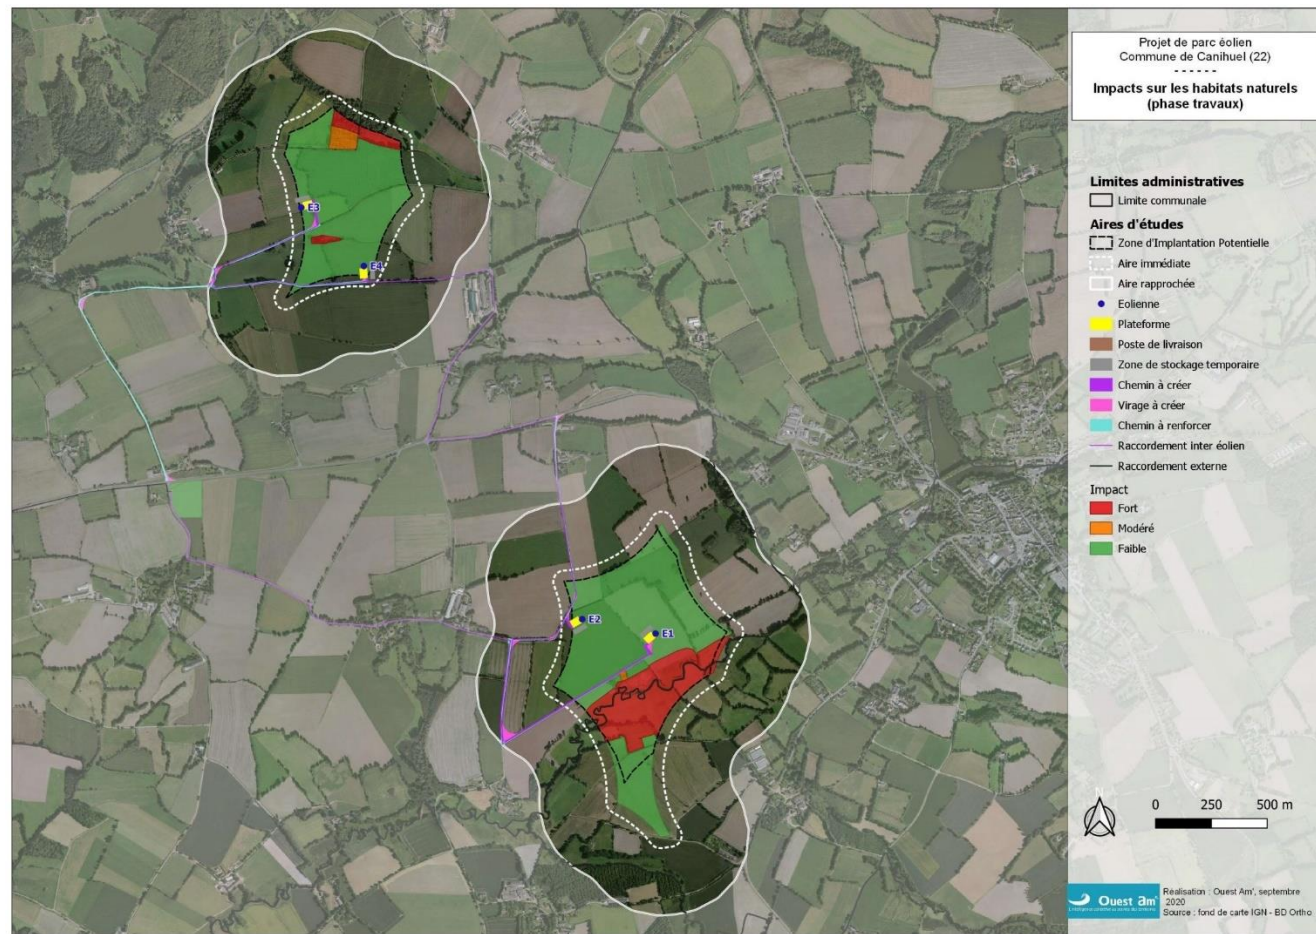 Projet de parc éolien
Commune de Canihuel (22)
------
Impacts sur les habitats naturels
(phase travaux)
Limites administratives
Limite communale
Aires d'études
Zone d'Implantation Potentielle
Aire immédiate
Aire rapprochée
Eolienne
Plateforme
Poste de livraison
Zone de stockage temporaire
Chemin à créer
Virage à créer
Chemin à renforcer
Raccordement inter éolien
Raccordement externe
Impact
Fort
Modéré
Faible
E3
E4
E2
E1
N
0 250 500 m
Ouest am'
Réalisation : Ouest Am', septembre
2020
Source : fond de carte IGN - BD Ortho